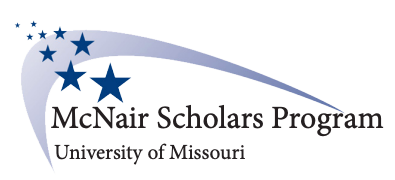 McNair Scholars Program
University of Missouri